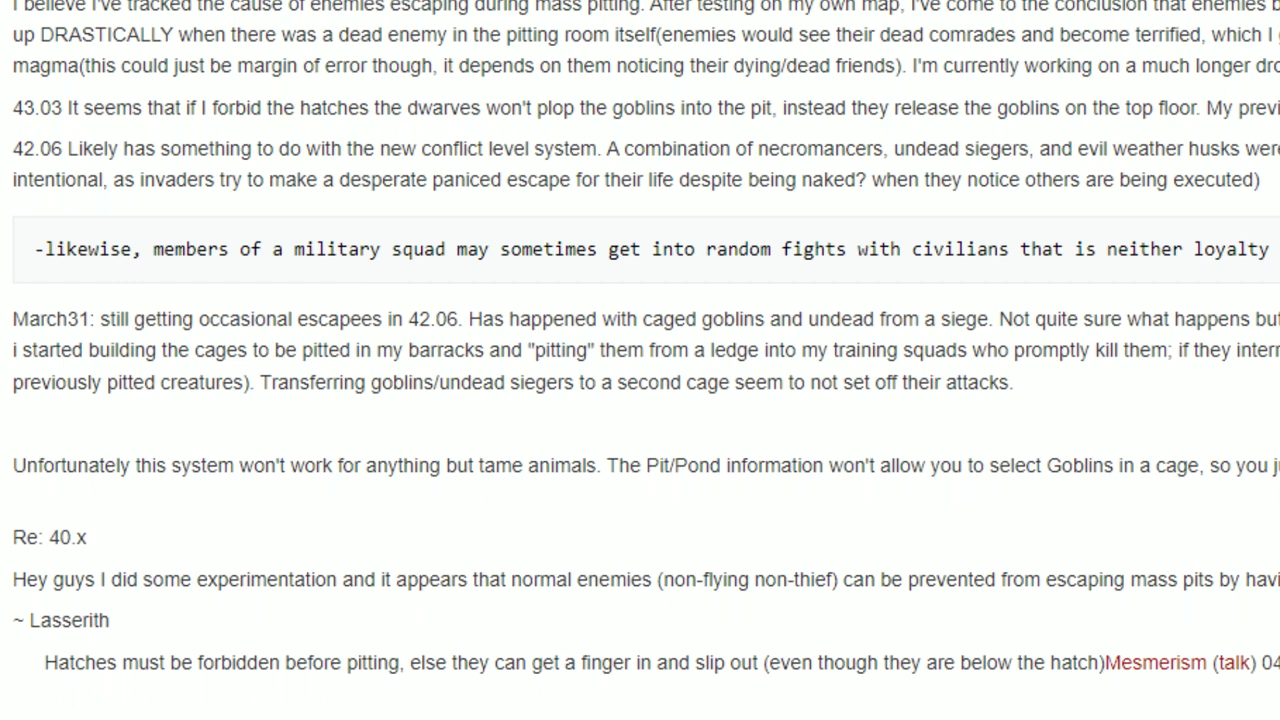 I believe I've tracked the cause of enemies escaping during mass pitting. After testing on my own map, I've come to the conclusion that enemies
up DRASTICALLY when there was a dead enemy in the pitting room itself(enemies would see their dead comrades and become terrified, which I
magma(this could just be margin of error though, it depends on them noticing their dying/dead friends). I'm currently working on a much longer
43.03 It seems that if I forbid the hatches the dwarves won't plop the goblins into the pit, instead they release the goblins on the top floor. My
42.06 Likely has something to do with the new conflict level system. A combination of necromancers, undead siegers, and evil weather husks
intentional, as invaders try to make a desperate paniced escape for their life despite being naked? when they notice others are being executed)
-likewise, members of a military squad may sometimes get into random fights with civilians that is neither loyalty
March31: still getting occasional escapees in 42.06. Has happened with caged goblins and undead from a siege. Not quite sure what happens but
i started building the cages to be pitted in my barracks and "pitting" them from a ledge into my training squads who promptly kill them; if they
previously pitted creatures). Transferring goblins/undead siegers to a second cage seem to not set off their attacks.
Unfortunately this system won't work for anything but tame animals. The Pit/Pond information won't allow you to select Goblins in a cage, so you
Re: 40.x
Hey guys I did some experimentation and it appears that normal enemies (non-flying non-thief) can be prevented from escaping mass pits by
~ Lasserith
Hatches must be forbidden before pitting, else they can get a finger in and slip out (even though they are below the hatch)Mesmerism (talk) 04